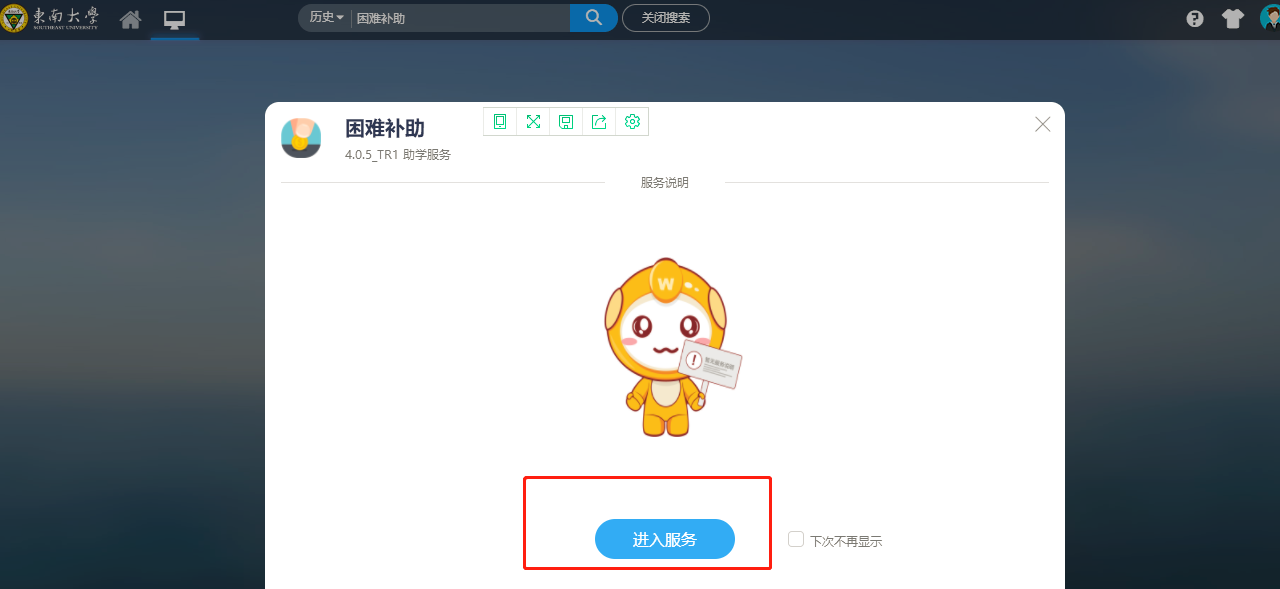 東南大學
SOUTHEAST UNIVERSITY
历史
困难补助
关闭搜索
困难补助
4.0.5_TR1 助学服务
服务说明
W
!
进入服务
下次不再显示